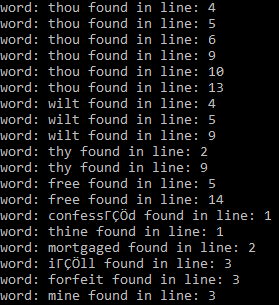 word: thou found in line: 4
word: thou found in line: 5
word: thou found in line: 6
word: thou found in line: 9
word: thou found in line: 10
word: thou found in line: 13
word: wilt found in line: 4
word: wilt found in line: 5
word: wilt found in line: 9
word: thy found in line: 2
word: thy found in line: 9
word: free found in line: 5
word: free found in line: 14
word: confessΓÇÖd found in line: 1
word: thine found in line: 1
word: mortgaged found in line: 2
word: iΓÇÖll found in line: 3
word: forfeit found in line: 3
word: mine found in line: 3